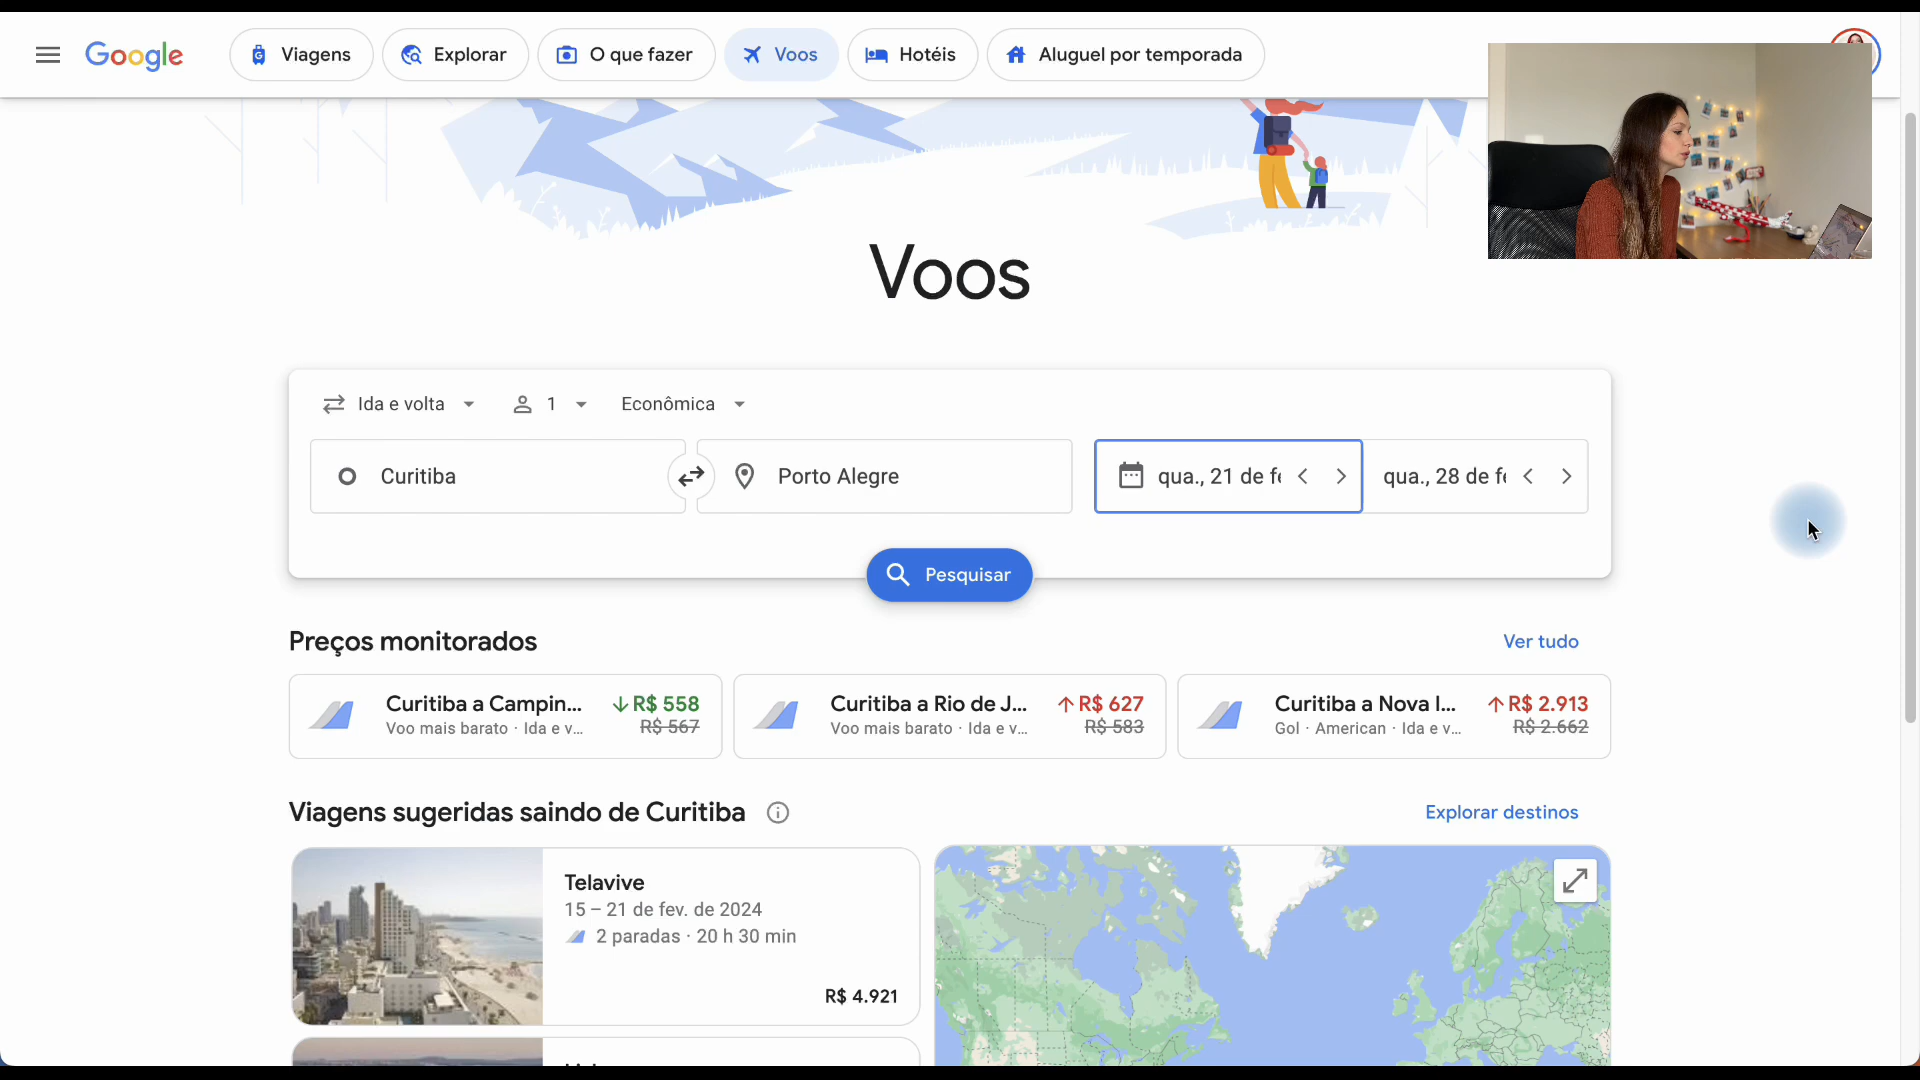 Google
Viagens
Explorar
O que fazer
Voos
Hotéis
Aluguel por temporada
Voos
Ida e volta
1
Econômica
Curitiba
Porto Alegre
qua., 21 de f
qua., 28 de f
Pesquisar
Preços monitorados
Ver tudo
Curitiba a Campin...
R$ 558
Voo mais barato · Ida e v...
R$ 567
Curitiba a Rio de J...
R$ 627
Voo mais barato · Ida e v...
R$ 583
Curitiba a Nova I...
R$ 2.913
Gol · American · Ida e v...
R$ 2.662
Viagens sugeridas saindo de Curitiba
Explorar destinos
Telavive
15 – 21 de fev. de 2024
2 paradas · 20 h 30 min
R$ 4.921